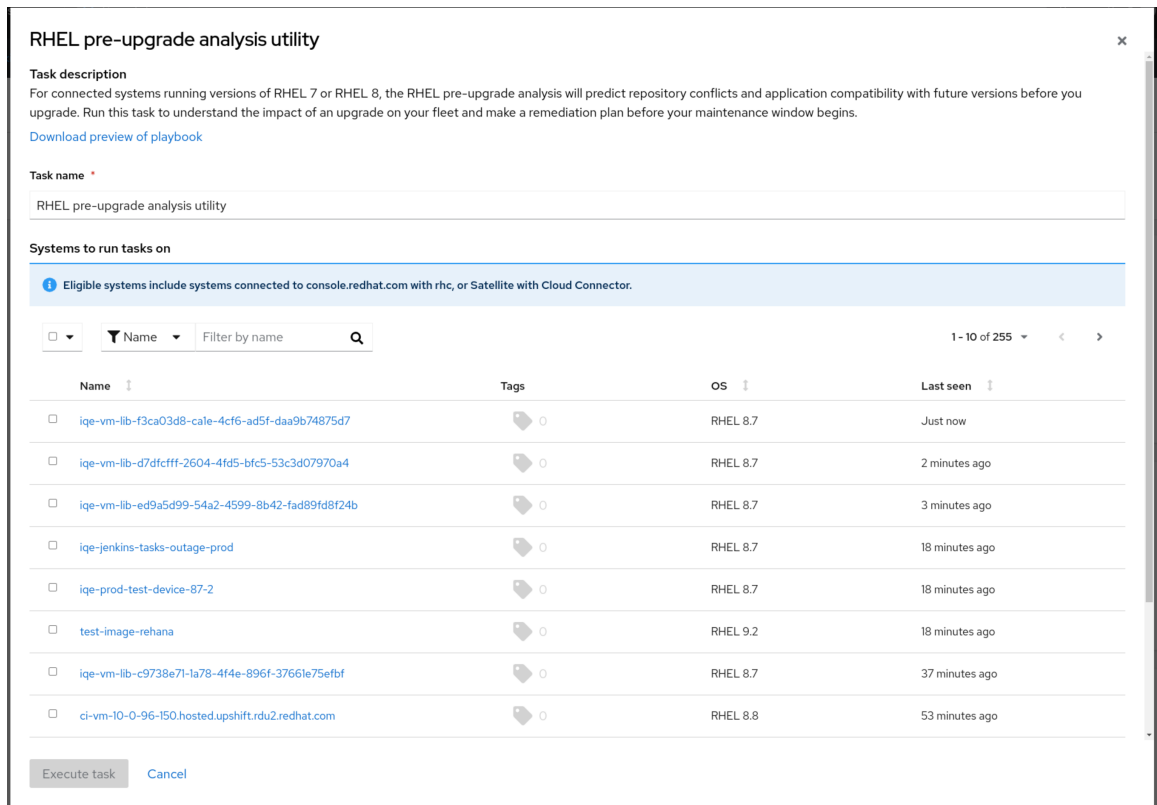 RHEL pre-upgrade analysis utility
Task description
For connected systems running versions of RHEL 7 or RHEL 8, the RHEL pre-upgrade analysis will predict repository conflicts and application compatibility with future versions before you
upgrade. Run this task to understand the impact of an upgrade on your fleet and make a remediation plan before your maintenance window begins.
Download preview of playbook
Task name *
RHEL pre-upgrade analysis utility
Systems to run tasks on
Eligible systems include systems connected to console.redhat.com with rhc, or Satellite with Cloud Connector.
Name Filter by name 1 - 10 of 255
Name Tags OS Last seen
iqe-vm-lib-f3ca03d8-ca1e-4cf6-ad5f-daa9b74875d7 0 RHEL 8.7 Just now
iqe-vm-lib-d7dfcfff-2604-4fd5-bfc5-53c3d07970a4 0 RHEL 8.7 2 minutes ago
iqe-vm-lib-ed9a5d99-54a2-4599-8b42-fad89fd8f24b 0 RHEL 8.7 3 minutes ago
iqe-jenkins-tasks-outage-prod 0 RHEL 8.7 18 minutes ago
iqe-prod-test-device-87-2 0 RHEL 8.7 18 minutes ago
test-image-rehana 0 RHEL 9.2 18 minutes ago
iqe-vm-lib-c9738e71-1a78-4f4e-896f-37661e75efbf 0 RHEL 8.7 37 minutes ago
ci-vm-10-0-96-150.hosted.upshift.rdu2.redhat.com 0 RHEL 8.8 53 minutes ago
Execute task Cancel